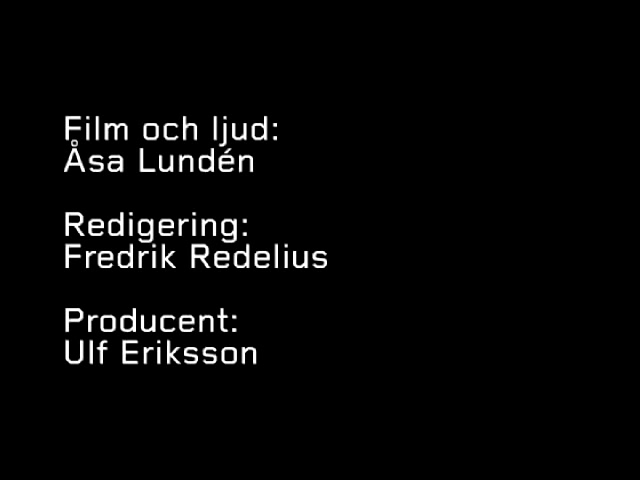 Film och ljud:
Åsa Lundén
Redigering:
Fredrik Redelius
Producent:
Ulf Eriksson